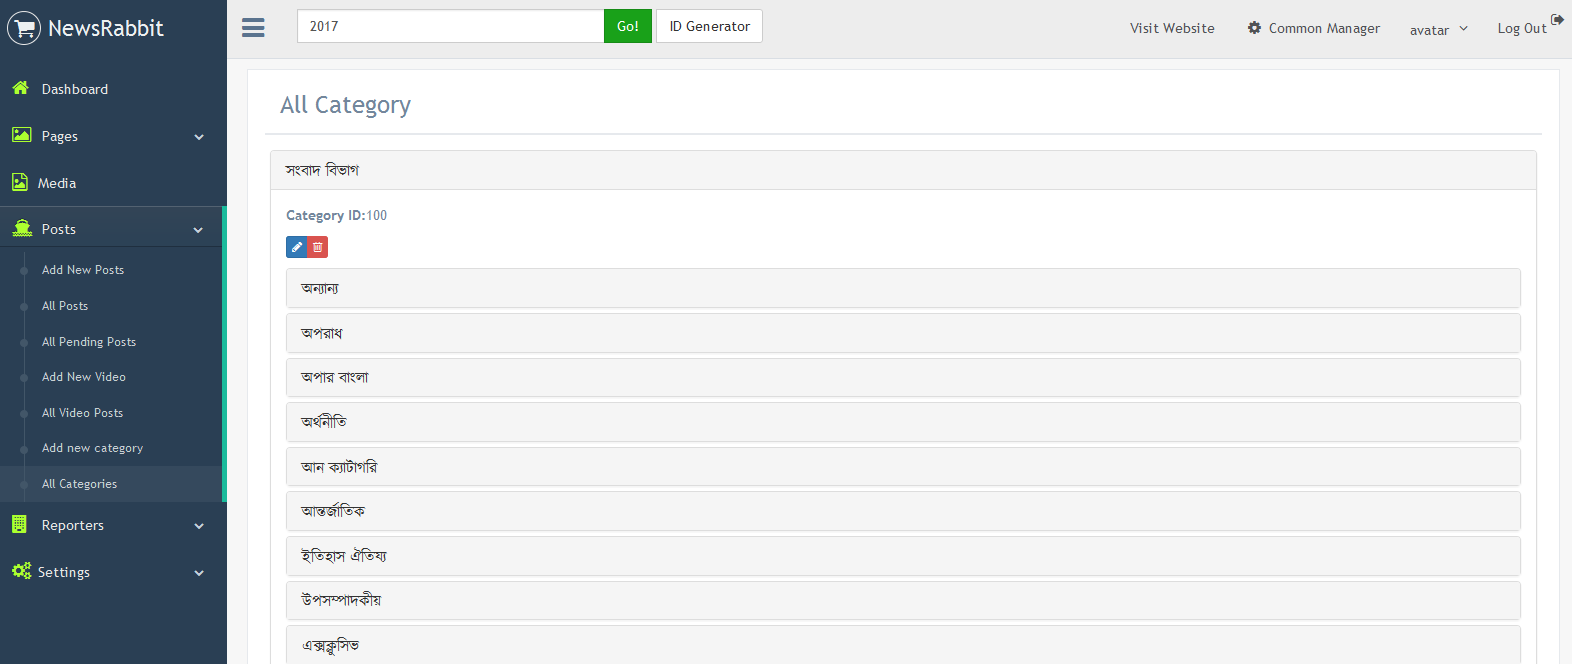 NewsRabbit
2017 Go! ID Generator
Visit Website Common Manager avatar Log Out
Dashboard
Pages
Media
Posts
Add New Posts
All Posts
All Pending Posts
Add New Video
All Video Posts
Add new category
All Categories
Reporters
Settings
All Category
সংবাদ বিভাগ
Category ID:100
অন্যান্য
অপরাধ
অপার বাংলা
অর্থনীতি
আন ক্যাটাগরি
আন্তর্জাতিক
ইতিহাস ঐতিয্য
উপসম্পাদকীয়
এক্সক্লুসিভ